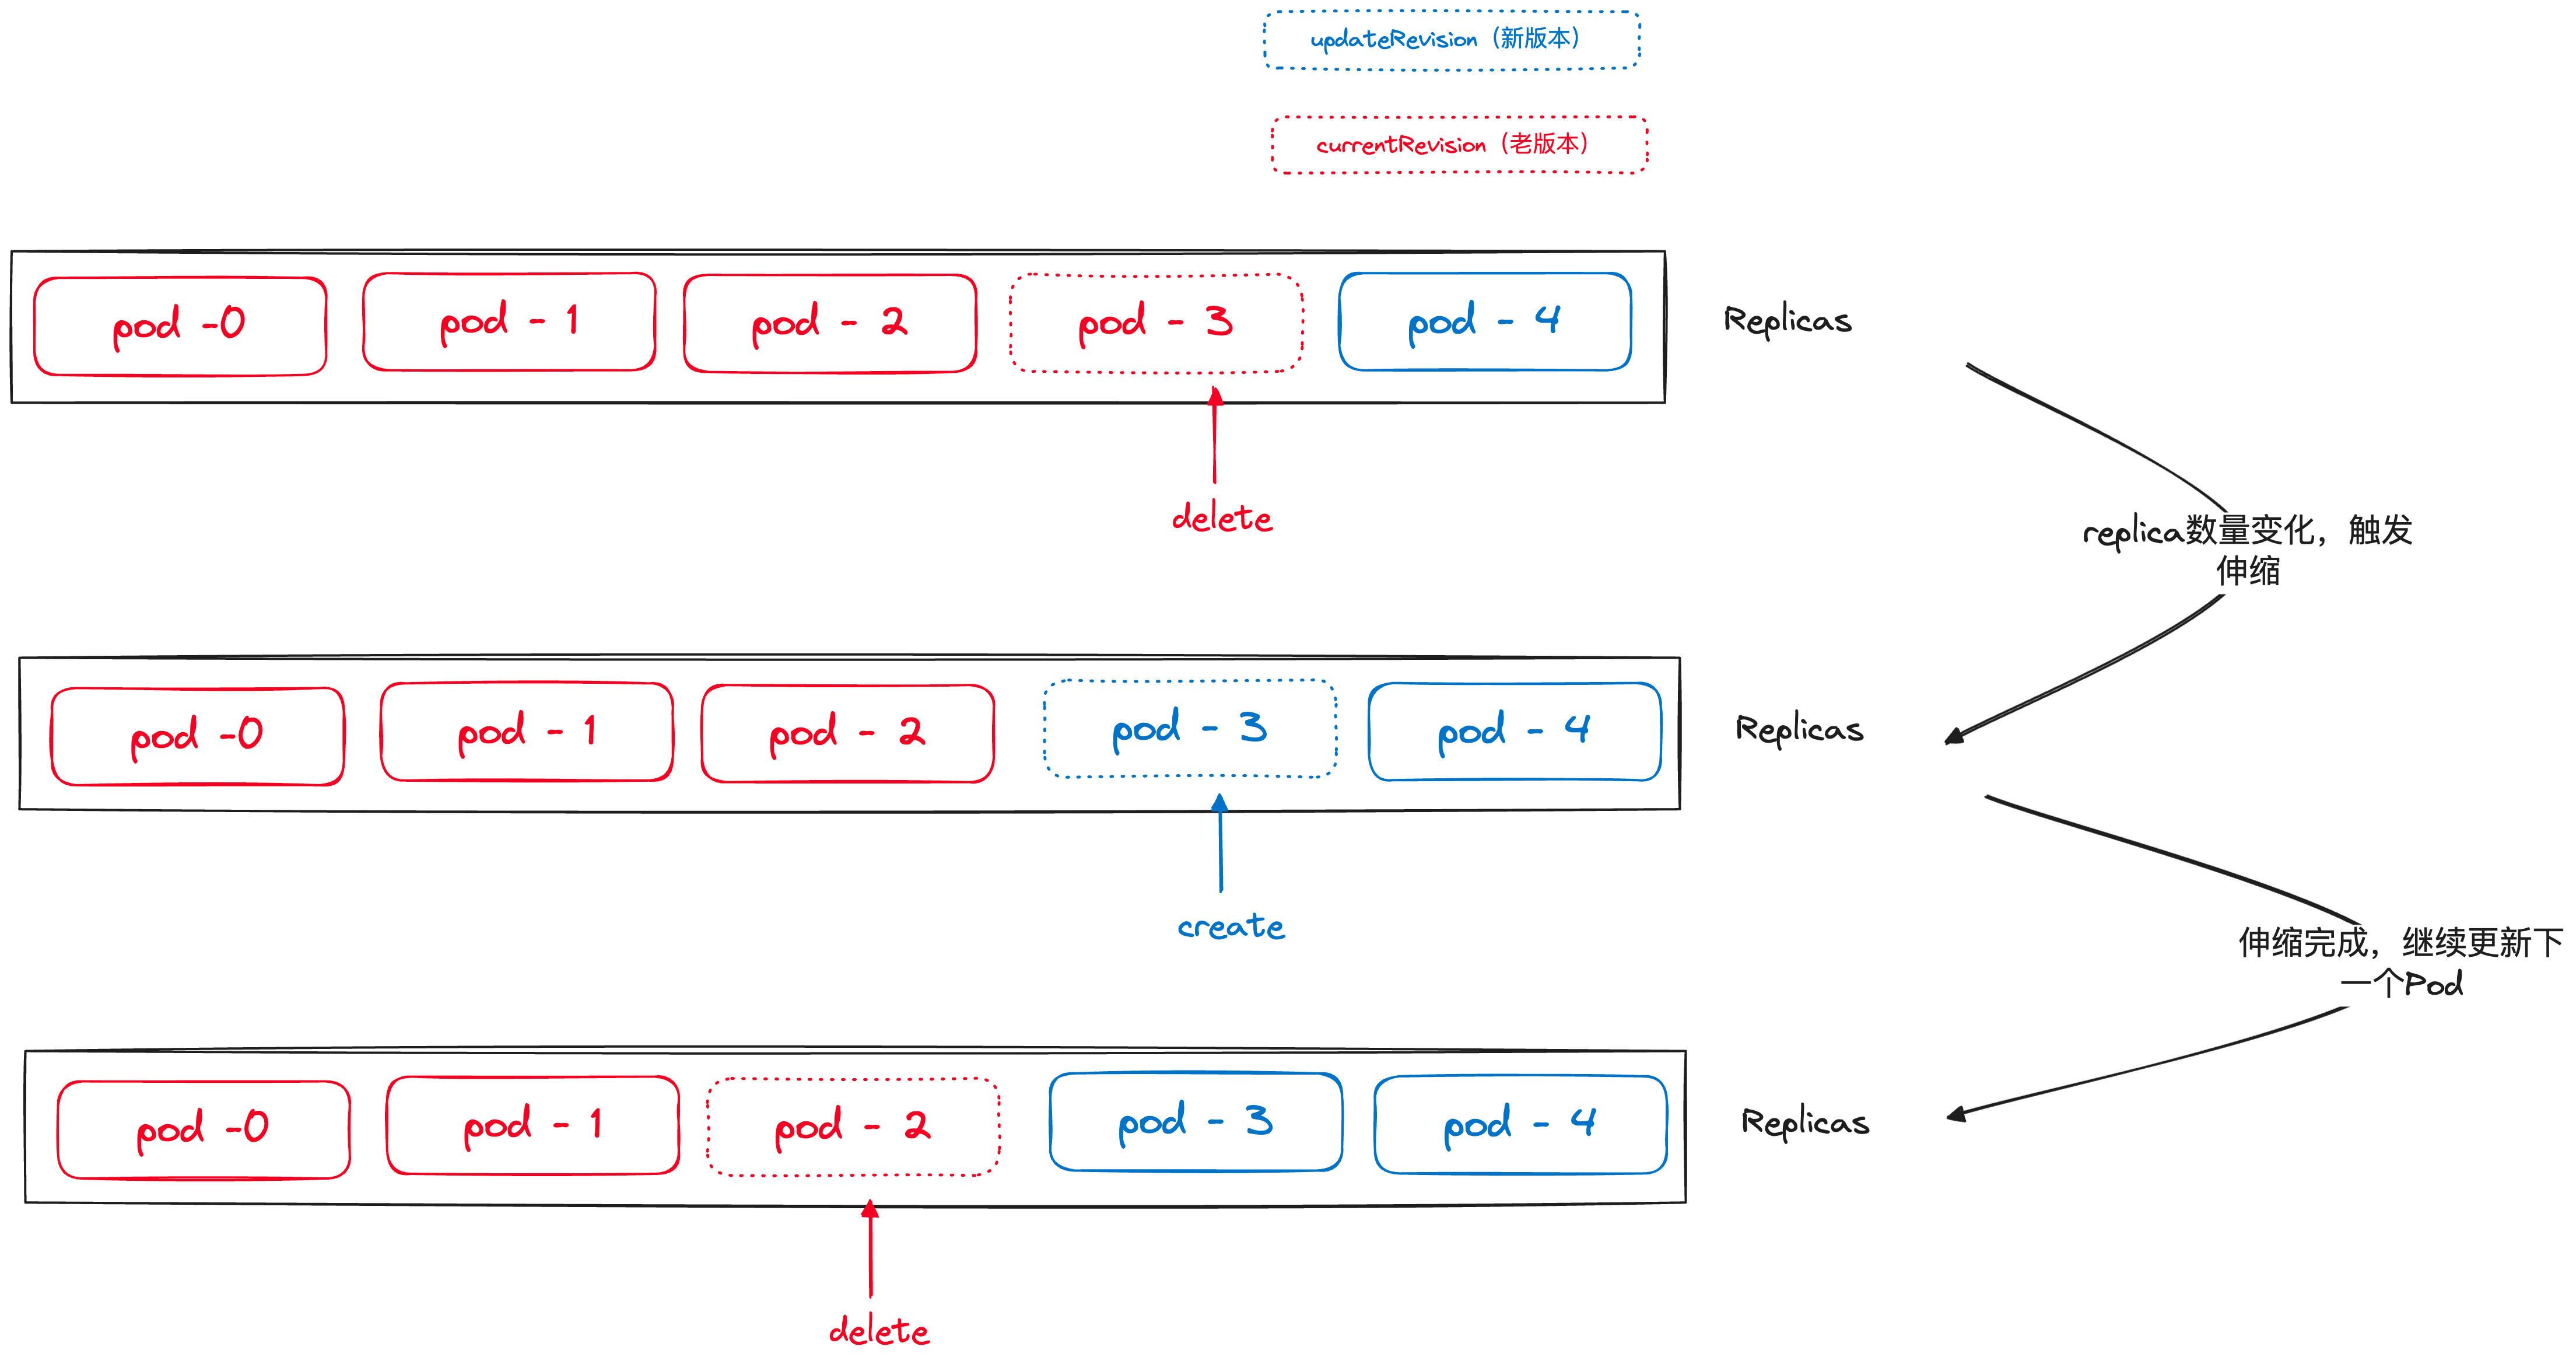 updateRevision（新版本）
currentRevision（老版本）
pod -0
pod - 1
pod - 2
pod - 3
pod - 4
Replicas
delete
replica数量变化，触发
伸缩
pod -0
pod - 1
pod - 2
pod - 3
pod - 4
Replicas
create
伸缩完成，继续更新下
一个Pod
pod -0
pod - 1
pod - 2
pod - 3
pod - 4
Replicas
delete